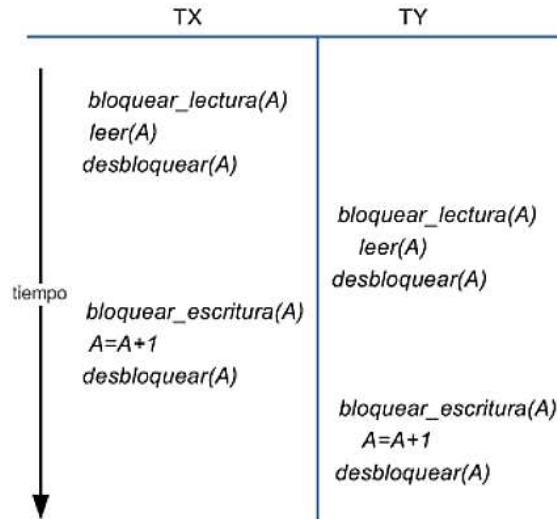 TX TY
bloquear_lectura(A)
leer(A)
desbloquear(A)
bloquear_lectura(A)
leer(A)
desbloquear(A)
tiempo
bloquear_escritura(A)
A=A+1
desbloquear(A)
bloquear_escritura(A)
A=A+1
desbloquear(A)